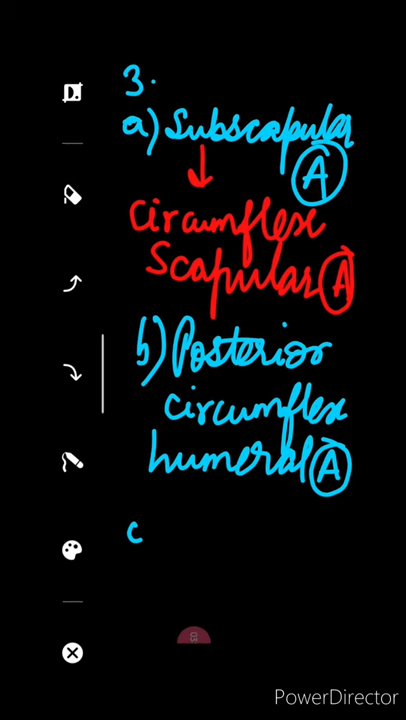 3.
a) Subscapular
A
Circumflex
Scapular A
b) Posterior
circumflex
humeral A
c
PowerDirector